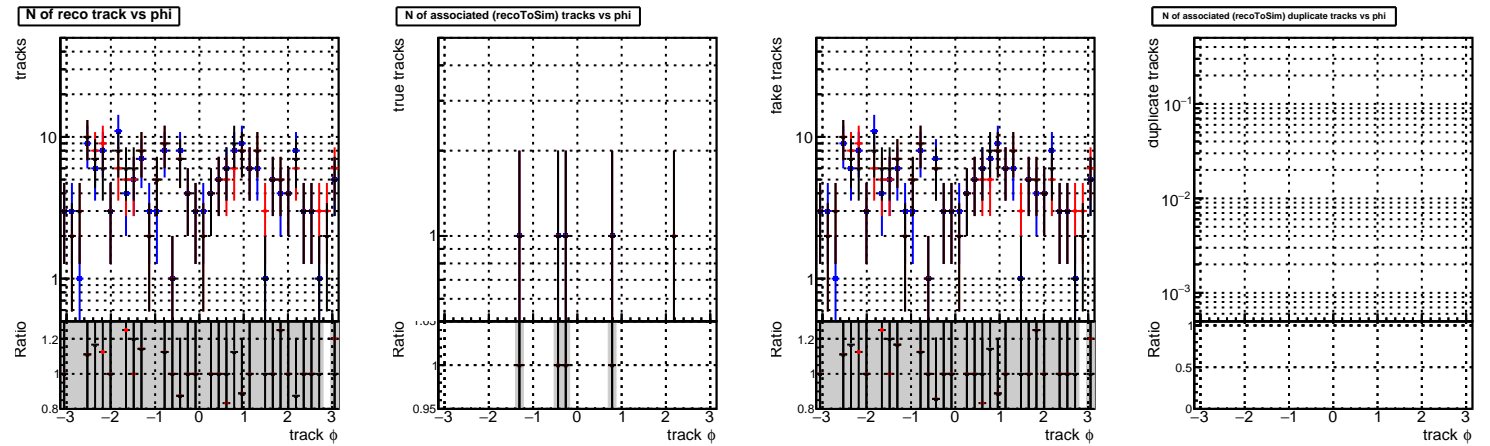 N of reco track vs phi
tracks
10
1
Ratio
1.2
1
0.8
−3 −2 −1 0 1 2 3
track ϕ
N of associated (recoToSim) tracks vs phi
true tracks
1
Ratio
1.05
1
0.95
−3 −2 −1 0 1 2 3
track ϕ
fake tracks
10
1
Ratio
1.2
1
0.8
−3 −2 −1 0 1 2 3
track ϕ
N of associated (recoToSim) duplicate tracks vs phi
duplicate tracks
10−1
10−2
10−3
Ratio
1
0.5
0
−3 −2 −1 0 1 2 3
track ϕ